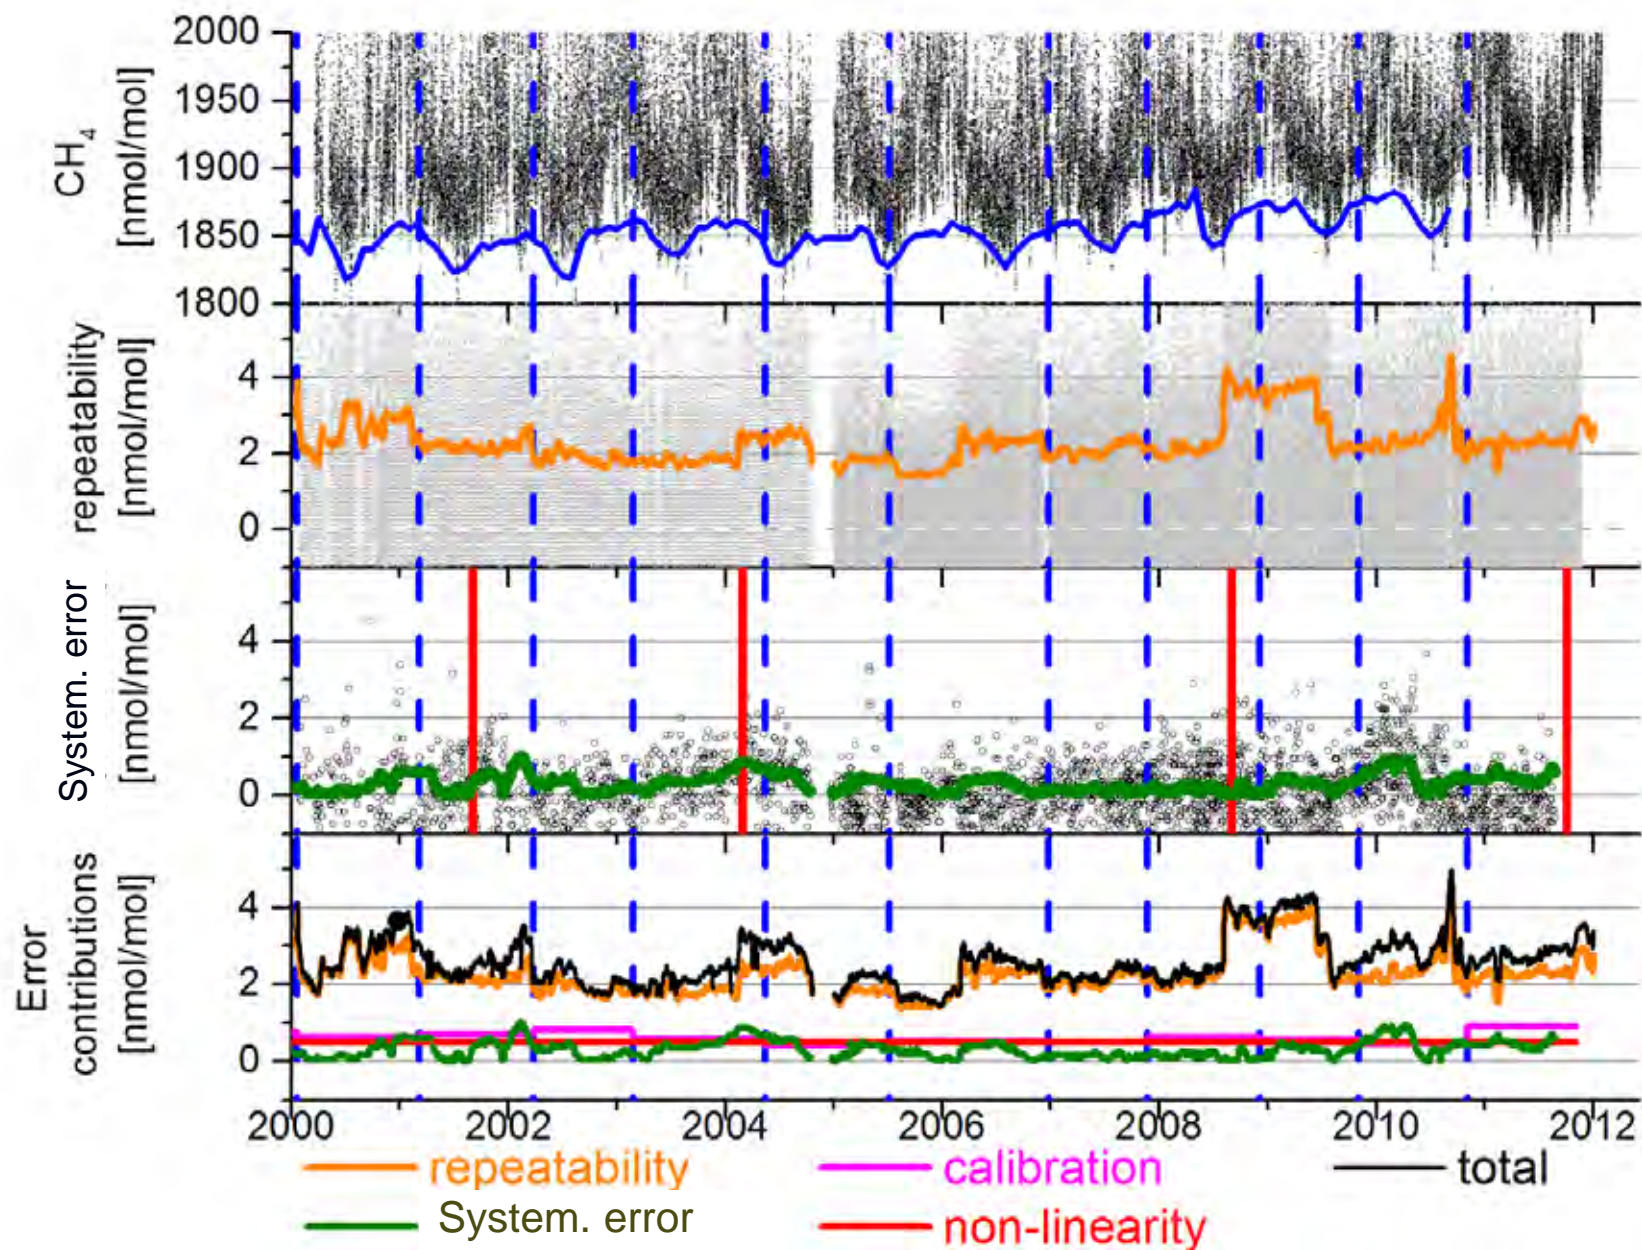 2000
1950
1900
1850
1800
CH4
[nmol/mol]
4
2
0
repeatability
[nmol/mol]
4
2
0
System. error
[nmol/mol]
4
2
0
Error
contributions
[nmol/mol]
2000 2002 2004 2006 2008 2010 2012
repeatability calibration total
System. error non-linearity